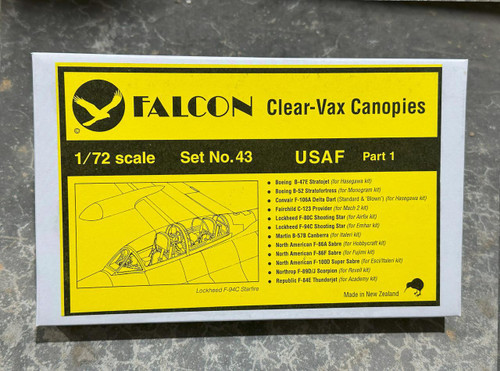 FALCON Clear-Vax Canopies
©
1/72 scale Set No. 43 USAF Part 1
Boeing B-47E Stratojet (for Hasegawa kit)
Boeing B-52 Stratofortress (for Monogram kit)
Convair F-106A Delta Dart (Standard & 'Blown') (for Hasegawa kit)
Fairchild C-123 Provider (for Mach 2 kit)
Lockheed F-80C Shooting Star (for Airfix kit)
Lockheed F-94C Shooting Star (for Emhar kit)
Martin B-57B Canberra (for Italeri kit)
North American F-86A Sabre (for Hobbycraft kit)
North American F-86F Sabre (for Fujimi kit)
North American F-100D Super Sabre (for Esci/Italeri kit)
Northrop F-89D/J Scorpion (for Revell kit)
Republic F-84E Thunderjet (for Academy kit)
Lockheed F-94C Starfire
Made in New Zealand